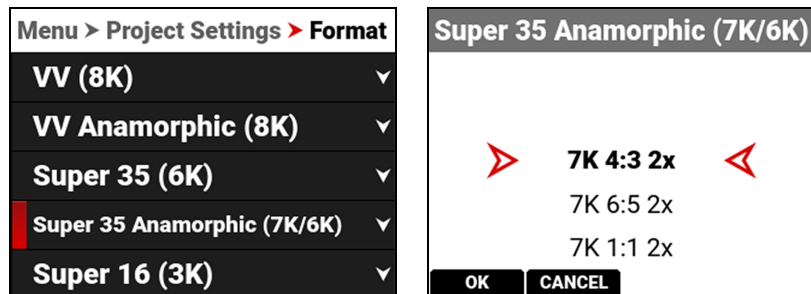 Menu > Project Settings > Format
VV (8K)
VV Anamorphic (8K)
Super 35 (6K)
Super 35 Anamorphic (7K/6K)
Super 16 (3K)
Super 35 Anamorphic (7K/6K)
7K 4:3 2x
7K 6:5 2x
7K 1:1 2x
OK CANCEL